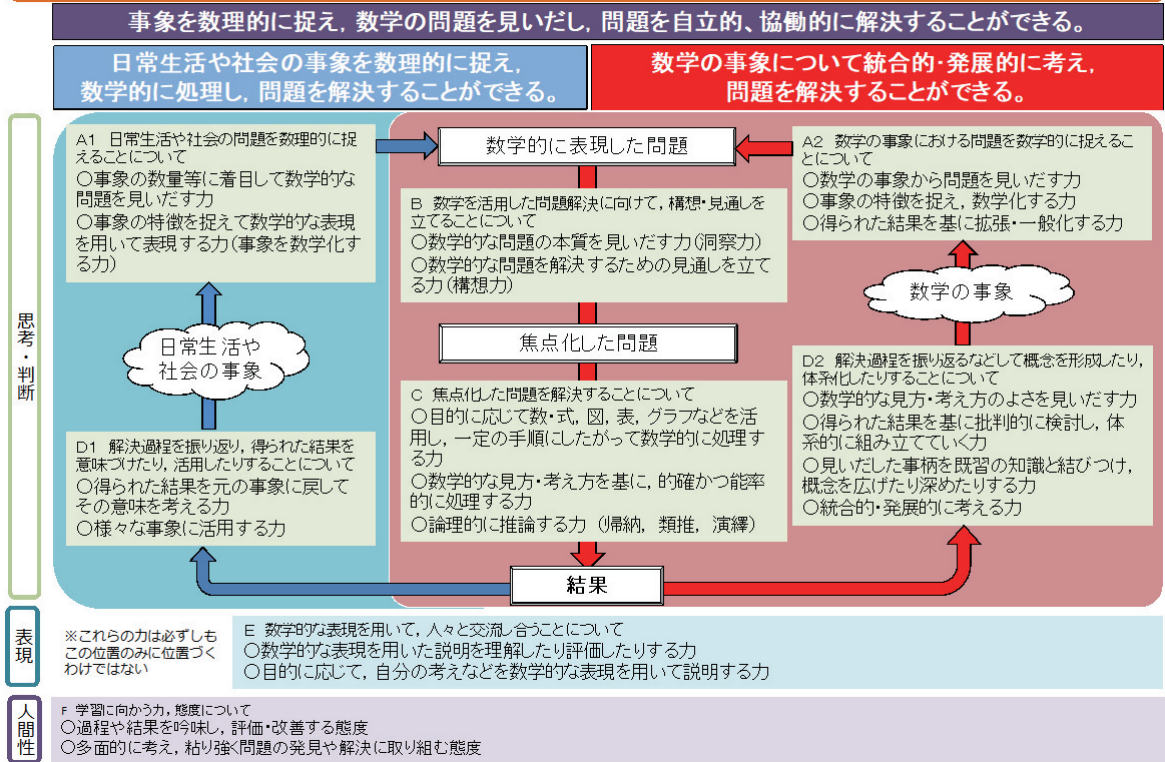 事象を数理的に捉え，数学の問題を見いだし，問題を自立的、協働的に解決することができる。
日常生活や社会の事象を数理的に捉え，
数学的に処理し，問題を解決することができる。
数学の事象について統合的・発展的に考え，
問題を解決することができる。
思考・判断
A1 日常生活や社会の問題を数理的に捉
えることについて
○事象の数量等に着目して数学的な
問題を見いだす力
○事象の特徴を捉えて数学的な表現
を用いて表現する力（事象を数学化す
る力）
日常生活や
社会の事象
D1 解決過程を振り返り，得られた結果を
意味づけたり，活用したりすることについて
○得られた結果を元の事象に戻して
その意味を考える力
○様々な事象に活用する力
数学的に表現した問題
B 数学を活用した問題解決に向けて，構想・見通しを
立てることについて
○数学的な問題の本質を見いだす力（洞察力）
○数学的な問題を解決するための見通しを立て
る力（構想力）
焦点化した問題
C 焦点化した問題を解決することについて
○目的に応じて数・式，図，表，グラフなどを活
用し，一定の手順にしたがって数学的に処理す
る力
○数学的な見方・考え方を基に，的確かつ能率
的に処理する力
○論理的に推論する力（帰納，類推，演繹）
結果
A2 数学の事象における問題を数学的に捉えるこ
とについて
○数学の事象から問題を見いだす力
○事象の特徴を捉え，数学化する力
○得られた結果を基に拡張・一般化する力
数学の事象
D2 解決過程を振り返るなどして概念を形成したり，
体系化したりすることについて
○数学的な見方・考え方のよさを見いだす力
○得られた結果を基に批判的に検討し，体
系的に組み立てていく力
○見いだした事柄を既習の知識と結びつけ，
概念を広げたり深めたりする力
○統合的・発展的に考える力
表現
※これらの力は必ずしも
この位置のみに位置づく
わけではない
E 数学的な表現を用いて，人々と交流し合うことについて
○数学的な表現を用いた説明を理解したり評価したりする力
○目的に応じて，自分の考えなどを数学的な表現を用いて説明する力
人間性
F 学習に向かう力，態度について
○過程や結果を吟味し，評価・改善する態度
○多面的に考え，粘り強く問題の発見や解決に取り組む態度